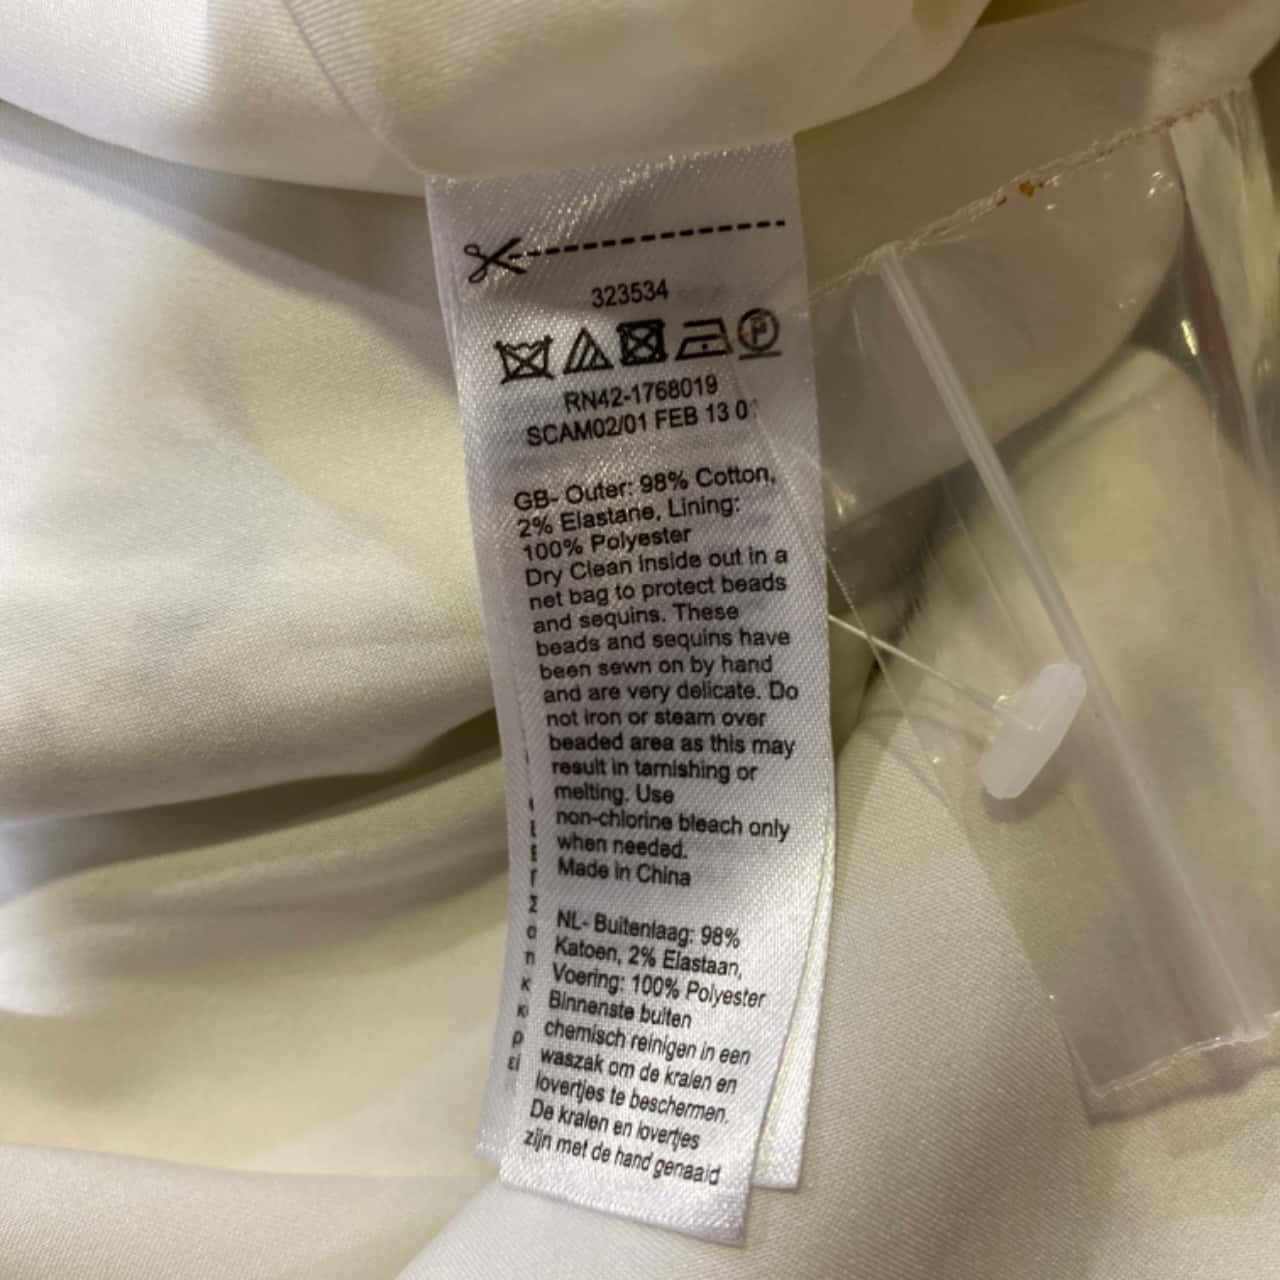 323534
RN42-1768019
SCAM02/01 FEB 13 0
GB- Outer: 98% Cotton,
2% Elastane, Lining:
100% Polyester
Dry Clean inside out in a
net bag to protect beads
and sequins. These
beads and sequins have
been sewn on by hand
and are very delicate. Do
not iron or steam over
beaded area as this may
result in tarnishing or
melting. Use
non-chlorine bleach only
when needed.
Made in China
NL- Buitenlaag: 98%
Katoen, 2% Elastaan,
Voering: 100% Polyester
Binnenste buiten
chemisch reinigen in een
waszak om de kralen en
lovertjes te beschermen.
De kralen en lovertjes
zijn met de hand genaaid